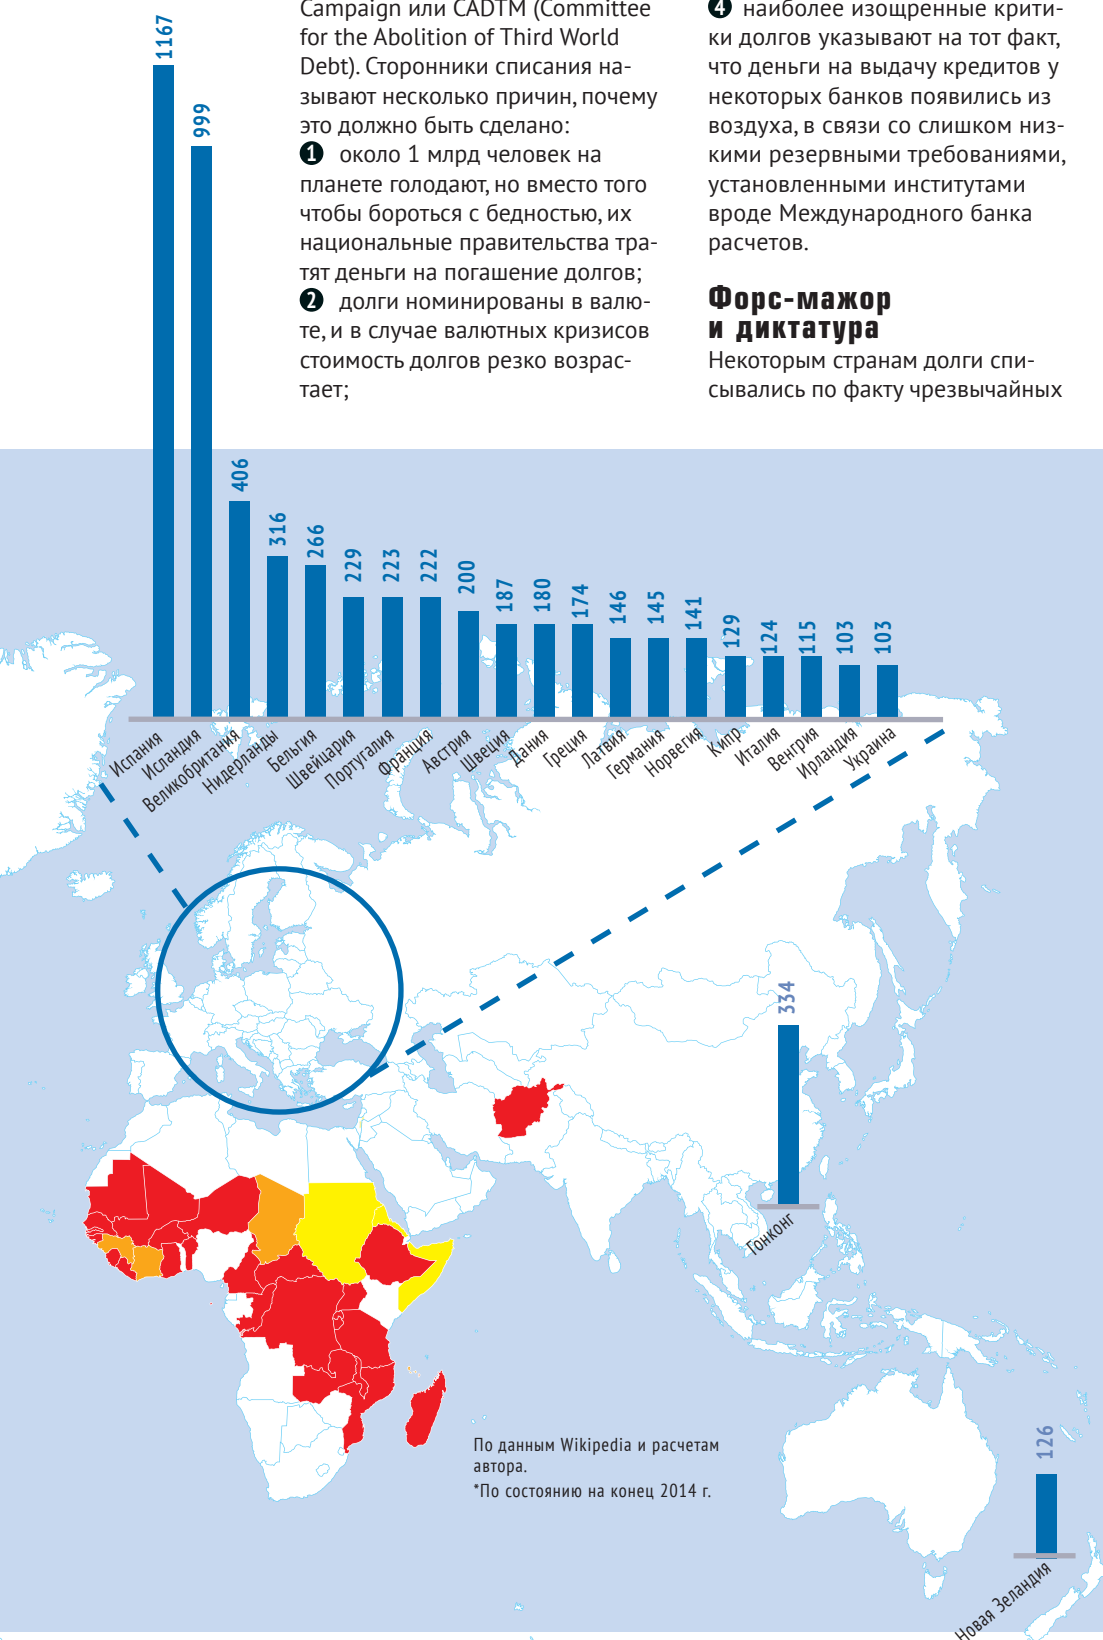 Campaign или CADTM (Committee
for the Abolition of Third World
Debt). Сторонники списания на-
зывают несколько причин, почему
это должно быть сделано:
1 около 1 млрд человек на
планете голодают, но вместо того
чтобы бороться с бедностью, их
национальные правительства тра-
тят деньги на погашение долгов;
2 долги номинированы в валю-
те, и в случае валютных кризисов
стоимость долгов резко возрас-
тает;
4 наиболее изощренные крити-
ки долгов указывают на тот факт,
что деньги на выдачу кредитов у
некоторых банков появились из
воздуха, в связи со слишком низ-
кими резервными требованиями,
установленными институтами
вроде Международного банка
расчетов.
Форс-мажор
и диктатура
Некоторым странам долги спи-
сывались по факту чрезвычайных
1167
999
406
316
266
229
223
222
200
187
180
174
146
145
141
129
124
115
103
103
Испания
Исландия
Великобритания
Нидерланды
Бельгия
Швейцария
Португалия
Франция
Австрия
Швеция
Дания
Греция
Латвия
Германия
Норвегия
Кипр
Италия
Венгрия
Ирландия
Украина
334
Гонконг
126
Новая Зеландия
По данным Wikipedia и расчетам
автора.
*По состоянию на конец 2014 г.